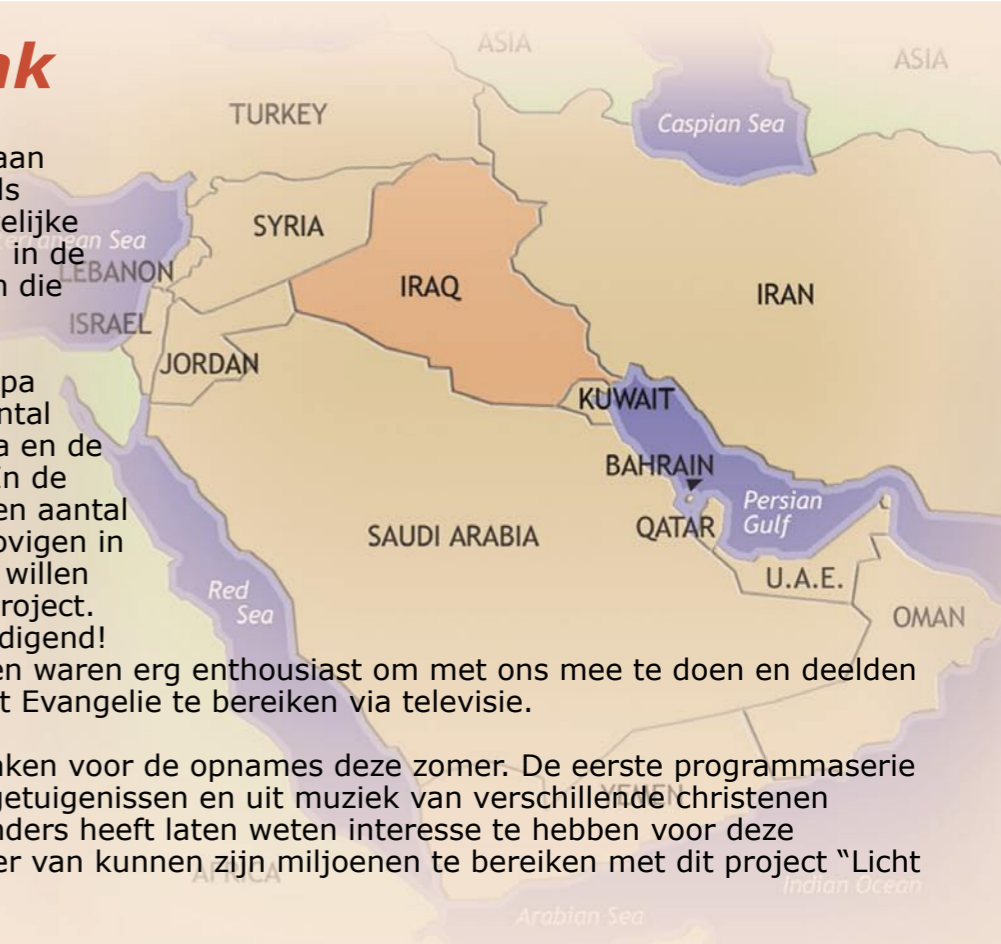 ak
aan
ls
elijke
in de
n die
pa
ntal
a en de
In de
en aantal
ovigen in
willen
roject.
digend!
en waren erg enthousiast om met ons mee te doen en deelden
t Evangelie te bereiken via televisie.
aken voor de opnames deze zomer. De eerste programmaserie
getuigenissen en uit muziek van verschillende christenen
nders heeft laten weten interesse te hebben voor deze
er van kunnen zijn miljoenen te bereiken met dit project “Licht
ASIA
ASIA
TURKEY
Caspian Sea
SYRIA
terranean Sea
LEBANON
IRAQ
IRAN
ISRAEL
JORDAN
KUWAIT
BAHRAIN
Persian
Gulf
QATAR
SAUDI ARABIA
U.A.E.
Red
Sea
OMAN
YEMEN
AFRICA
Indian Ocean
Arabian Sea